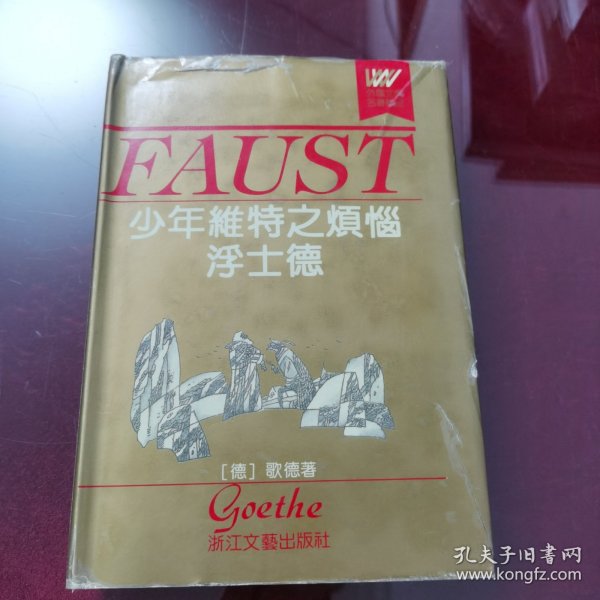 FAUST
少年維特之煩惱
浮士德
[德] 歌德著
Goethe
浙江文藝出版社
孔夫子旧书网
www.kongfz.com